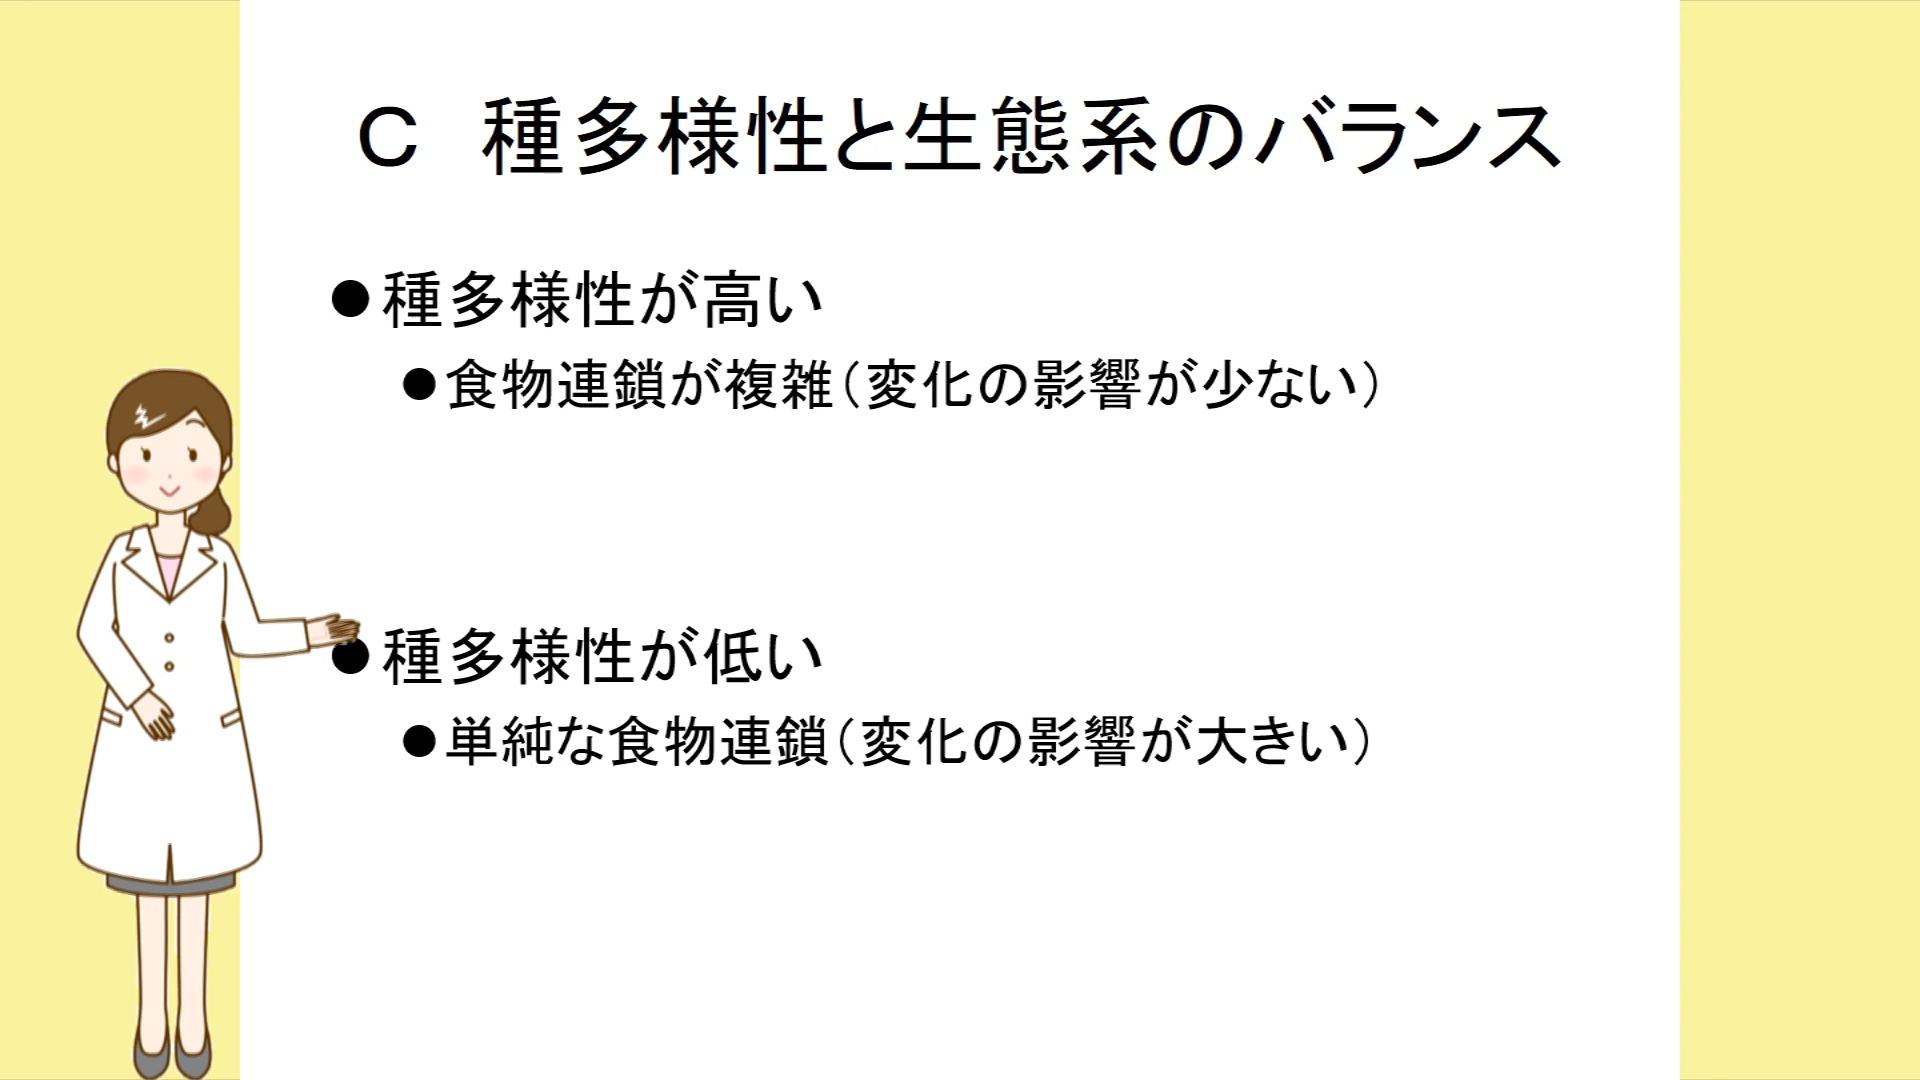 C　種多様性と生態系のバランス
●種多様性が高い
●食物連鎖が複雑（変化の影響が少ない）
●種多様性が低い
●単純な食物連鎖（変化の影響が大きい）